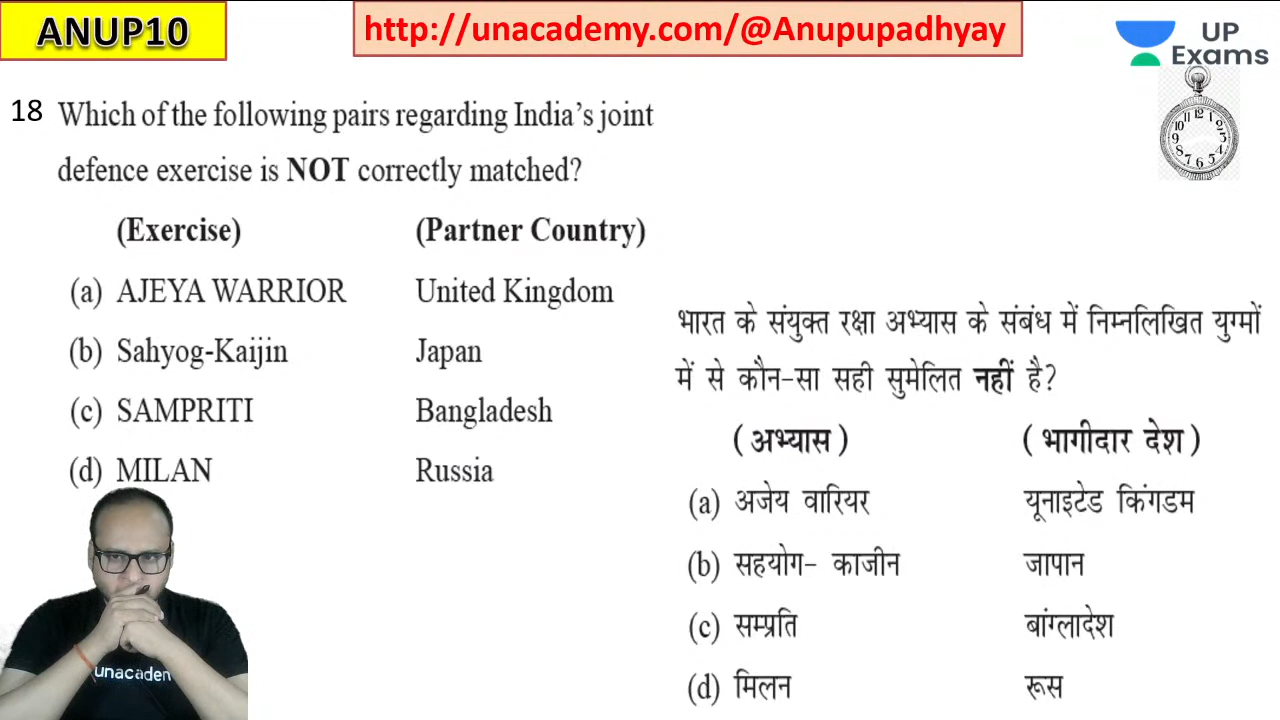 ANUP10
http://unacademy.com/@Anupupadhyay
UP
Exams
18 Which of the following pairs regarding India's joint
defence exercise is NOT correctly matched?
(Exercise) (Partner Country)
(a) AJEYA WARRIOR United Kingdom
(b) Sahyog-Kaijin Japan
(c) SAMPRITI Bangladesh
(d) MILAN Russia
भारत के संयुक्त रक्षा अभ्यास के संबंध में निम्नलिखित युग्मों
में से कौन-सा सही सुमेलित नहीं है?
(अभ्यास) (भागीदार देश)
(a) अजेय वारियर यूनाइटेड किंगडम
(b) सहयोग- काजीन जापान
(c) सम्प्रति बांग्लादेश
(d) मिलन रूस
unacaden